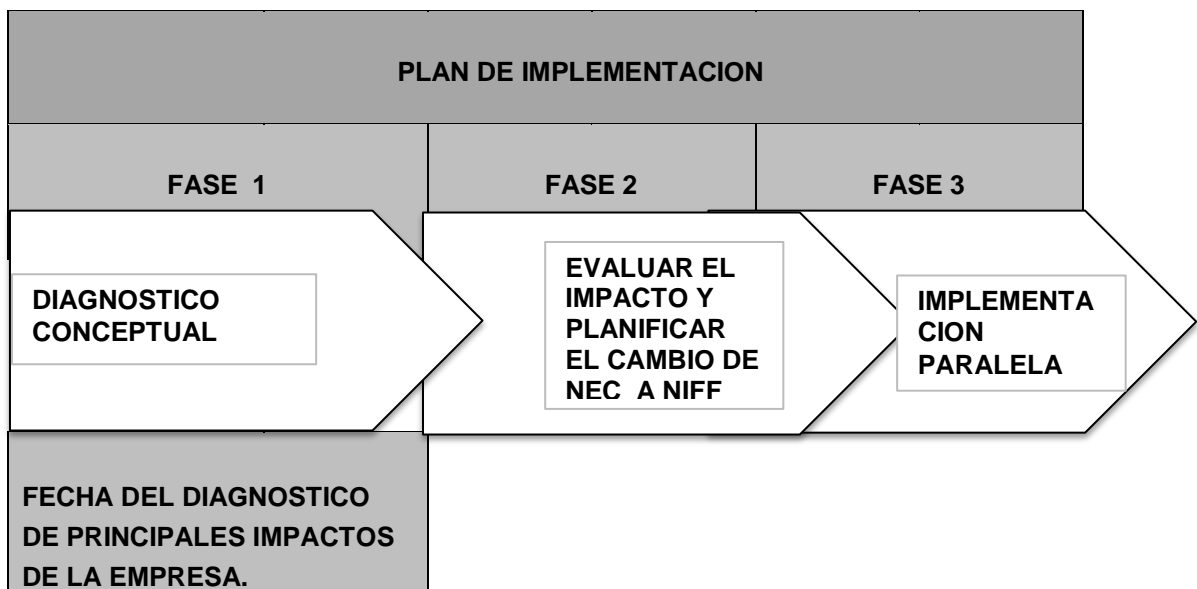 PLAN DE IMPLEMENTACION
FASE 1
FASE 2
FASE 3
DIAGNOSTICO
CONCEPTUAL
EVALUAR EL
IMPACTO Y
PLANIFICAR
EL CAMBIO DE
NEC A NIFF
IMPLEMENTA
CION
PARALELA
FECHA DEL DIAGNOSTICO
DE PRINCIPALES IMPACTOS
DE LA EMPRESA.